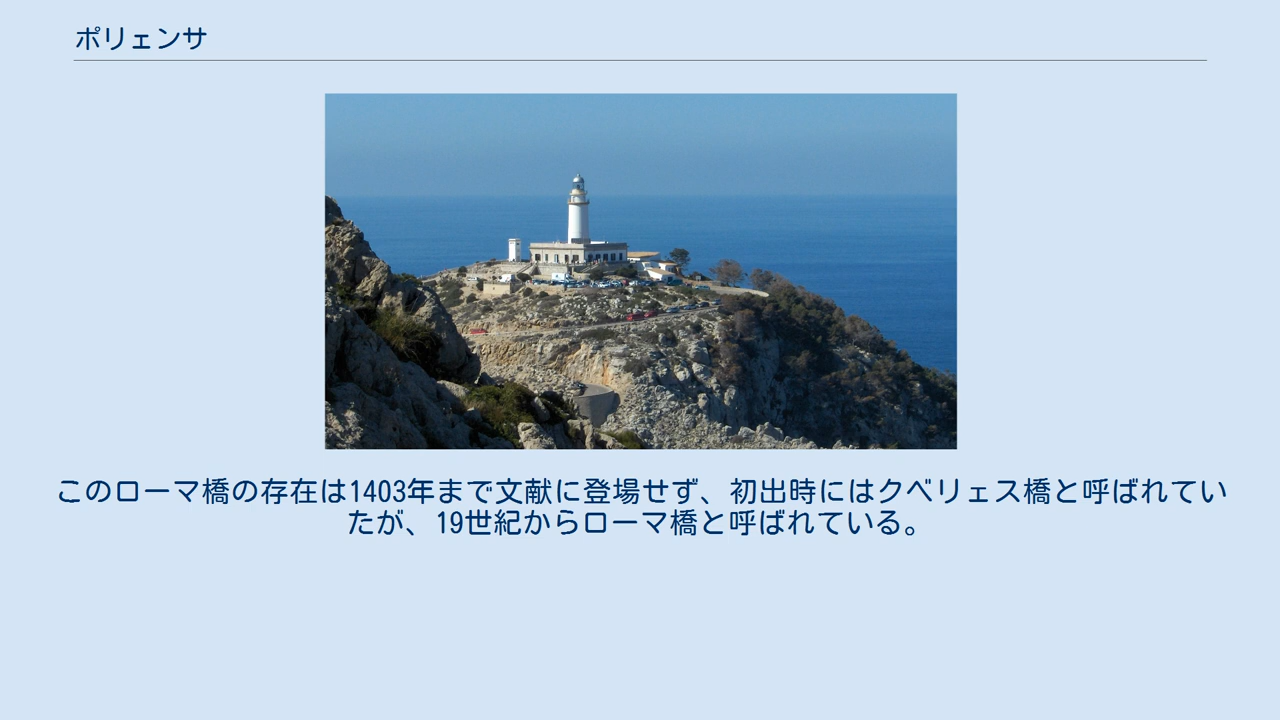 ポリェンサ
このローマ橋の存在は1403年まで文献に登場せず、初出時にはクベリェス橋と呼ばれてい
たが、19世紀からローマ橋と呼ばれている。